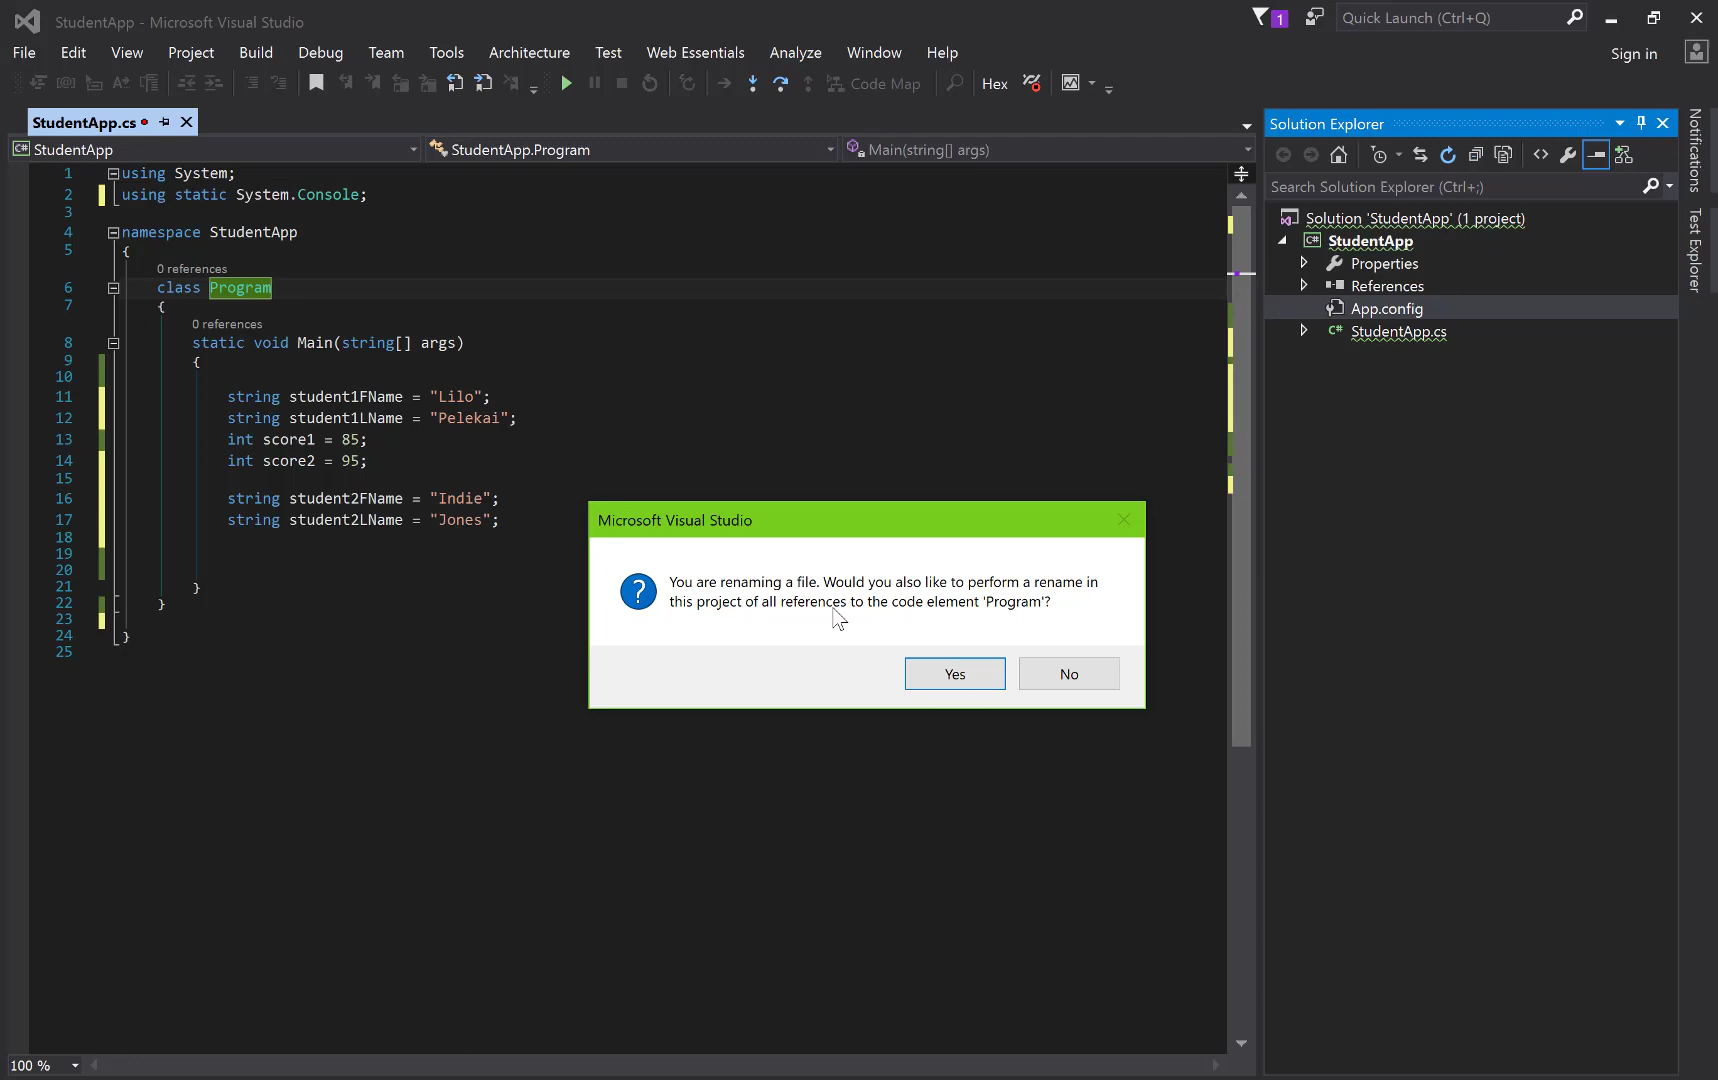 StudentApp - Microsoft Visual Studio
1
Quick Launch (Ctrl+Q)
File Edit View Project Build Debug Team Tools Architecture Test Web Essentials Analyze Window Help
Sign in
Code Map
Hex
StudentApp.cs
C# StudentApp
StudentApp.Program
Main(string[] args)
1 using System;
2 using static System.Console;
3
4 namespace StudentApp
5 {
0 references
6 class Program
7 {
0 references
8 static void Main(string[] args)
9 {
10
11 string student1FName = "Lilo";
12 string student1LName = "Pelekai";
13 int score1 = 85;
14 int score2 = 95;
15
16 string student2FName = "Indie";
17 string student2LName = "Jones";
18
19
20
21 }
22 }
23
24 }
25
100 %
Microsoft Visual Studio
You are renaming a file. Would you also like to perform a rename in
this project of all references to the code element 'Program'?
Yes
No
Solution Explorer
Search Solution Explorer (Ctrl+;)
Solution 'StudentApp' (1 project)
C# StudentApp
Properties
References
App.config
C# StudentApp.cs
Notifications
Test Explorer